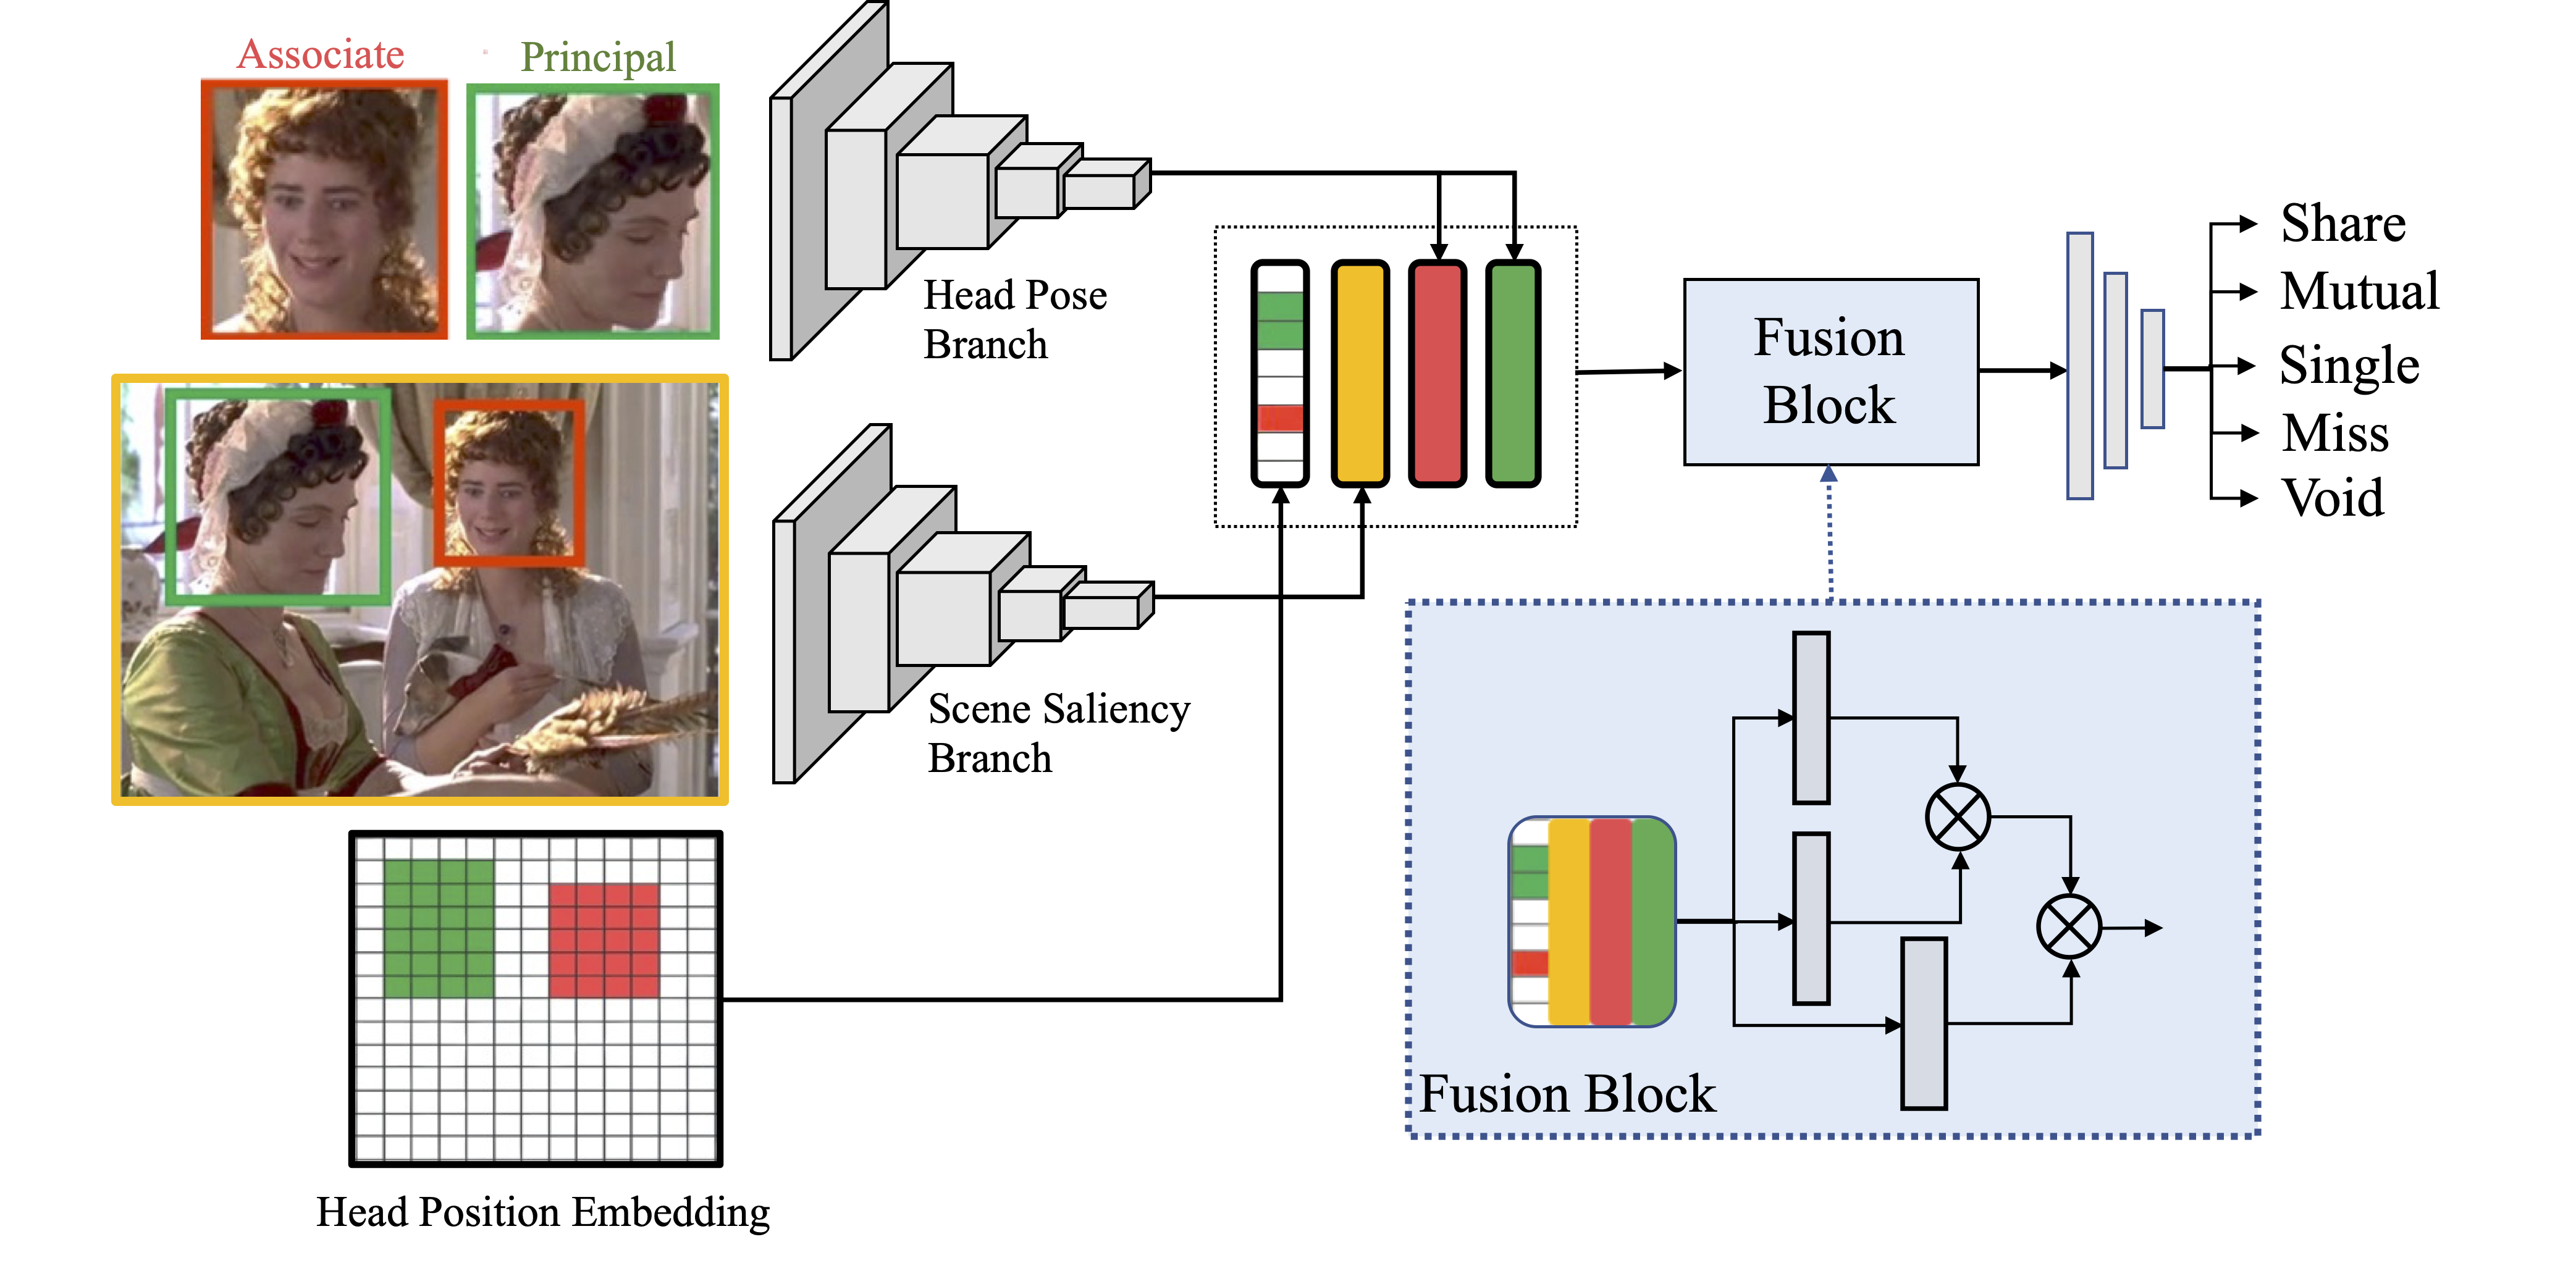 Associate
Principal
Head Pose
Branch
Scene Saliency
Branch
Head Position Embedding
Fusion
Block
Share
Mutual
Single
Miss
Void
Fusion Block